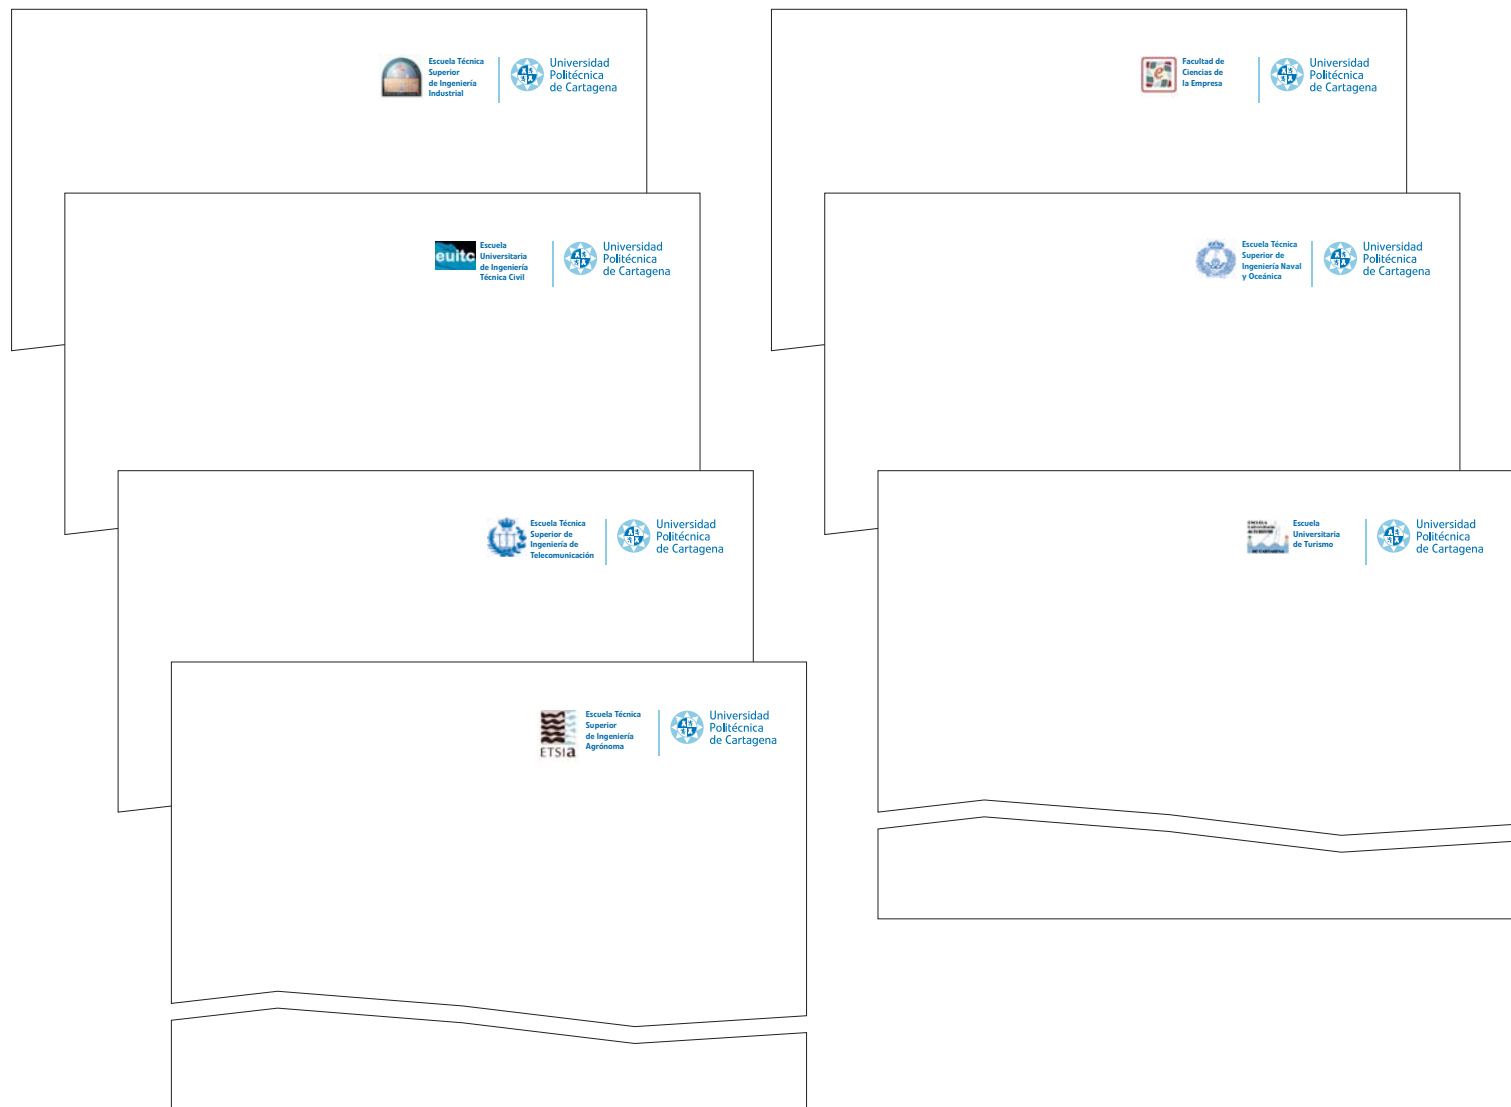 Escuela Técnica
Superior
de Ingeniería
Industrial
Universidad
Politécnica
de Cartagena
euitc
Escuela
Universitaria
de Ingeniería
Técnica Civil
Universidad
Politécnica
de Cartagena
Escuela Técnica
Superior de
Ingeniería de
Telecomunicación
Universidad
Politécnica
de Cartagena
ETSIa
Escuela Técnica
Superior
de Ingeniería
Agrónoma
Universidad
Politécnica
de Cartagena
e
Facultad de
Ciencias de
la Empresa
Universidad
Politécnica
de Cartagena
Escuela Técnica
Superior de
Ingeniería Naval
y Oceánica
Universidad
Politécnica
de Cartagena
ESCUELA
DE CARTAGENA
Escuela
Universitaria
de Turismo
Universidad
Politécnica
de Cartagena